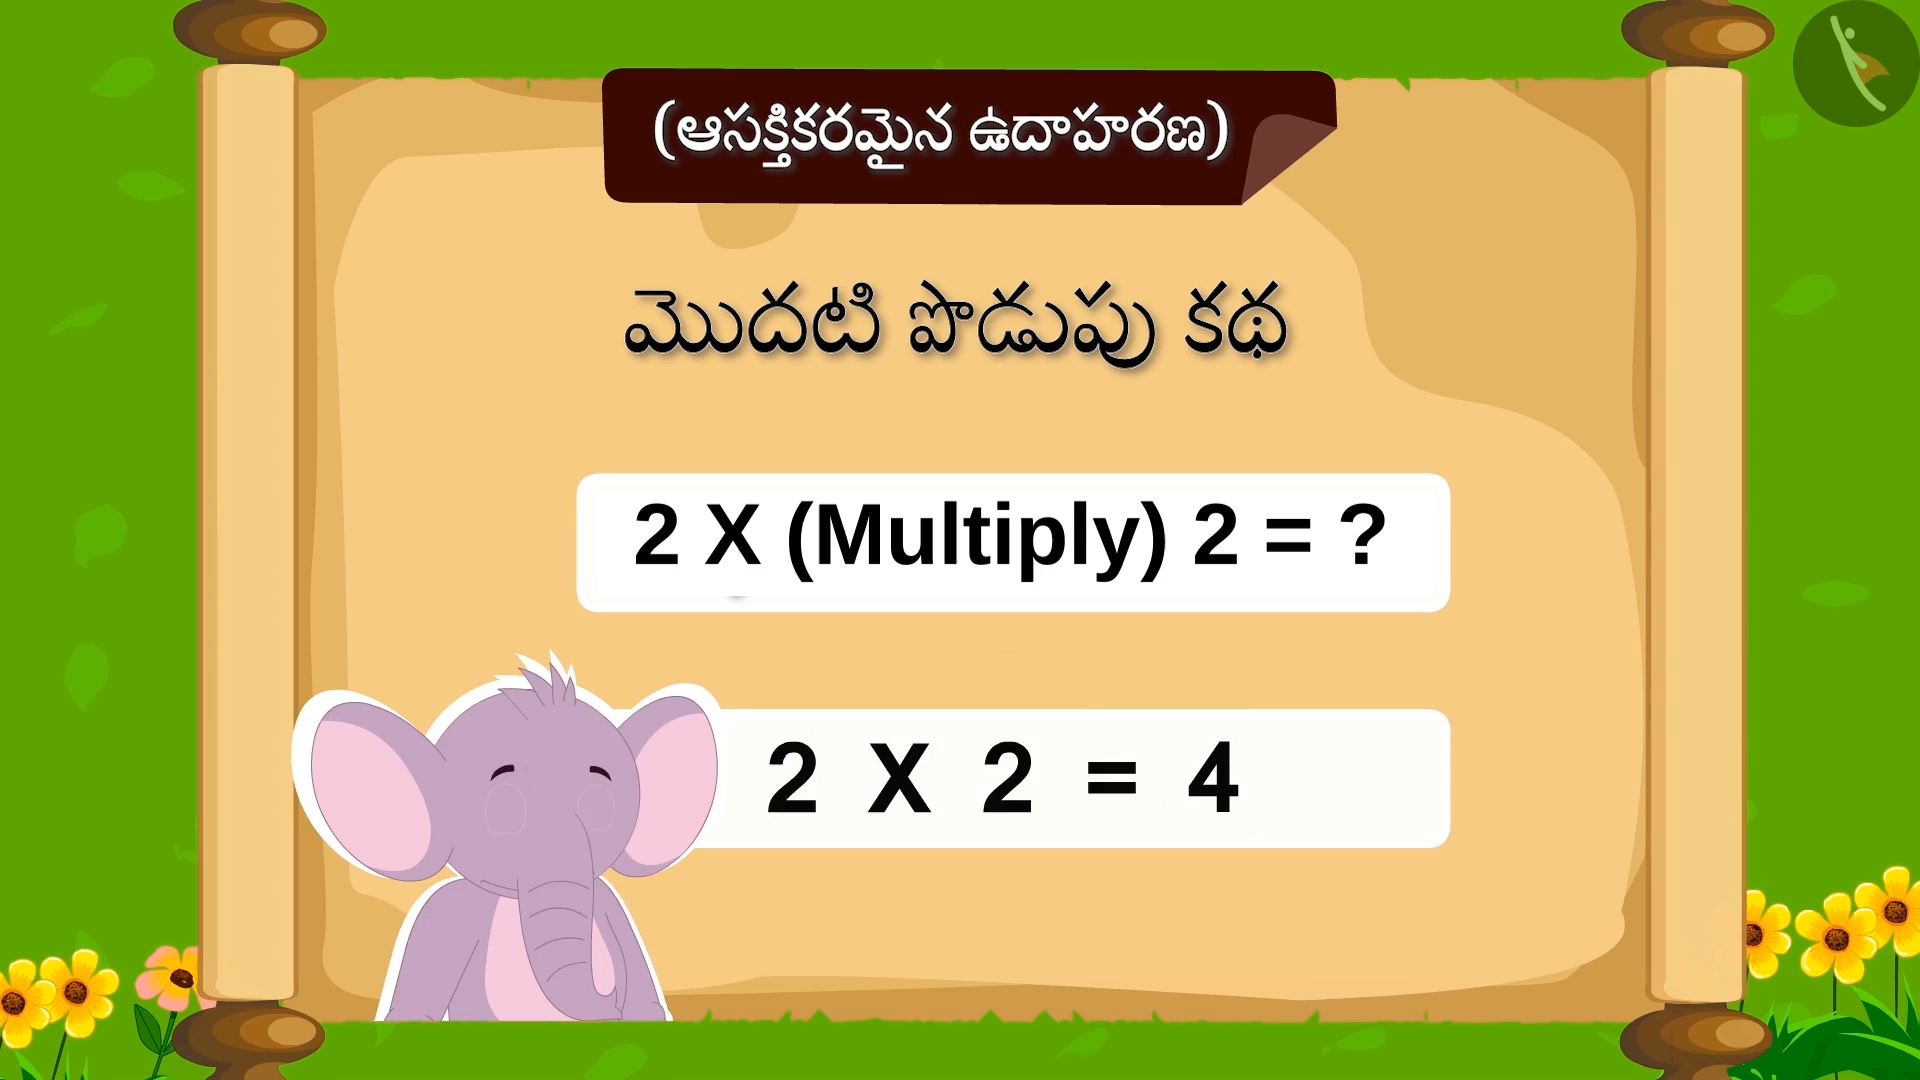 (ఆసక్తికరమైన ఉదాహరణ)
మొదటి పొడుపు కథ
2 X (Multiply) 2 = ?
2 X 2 = 4